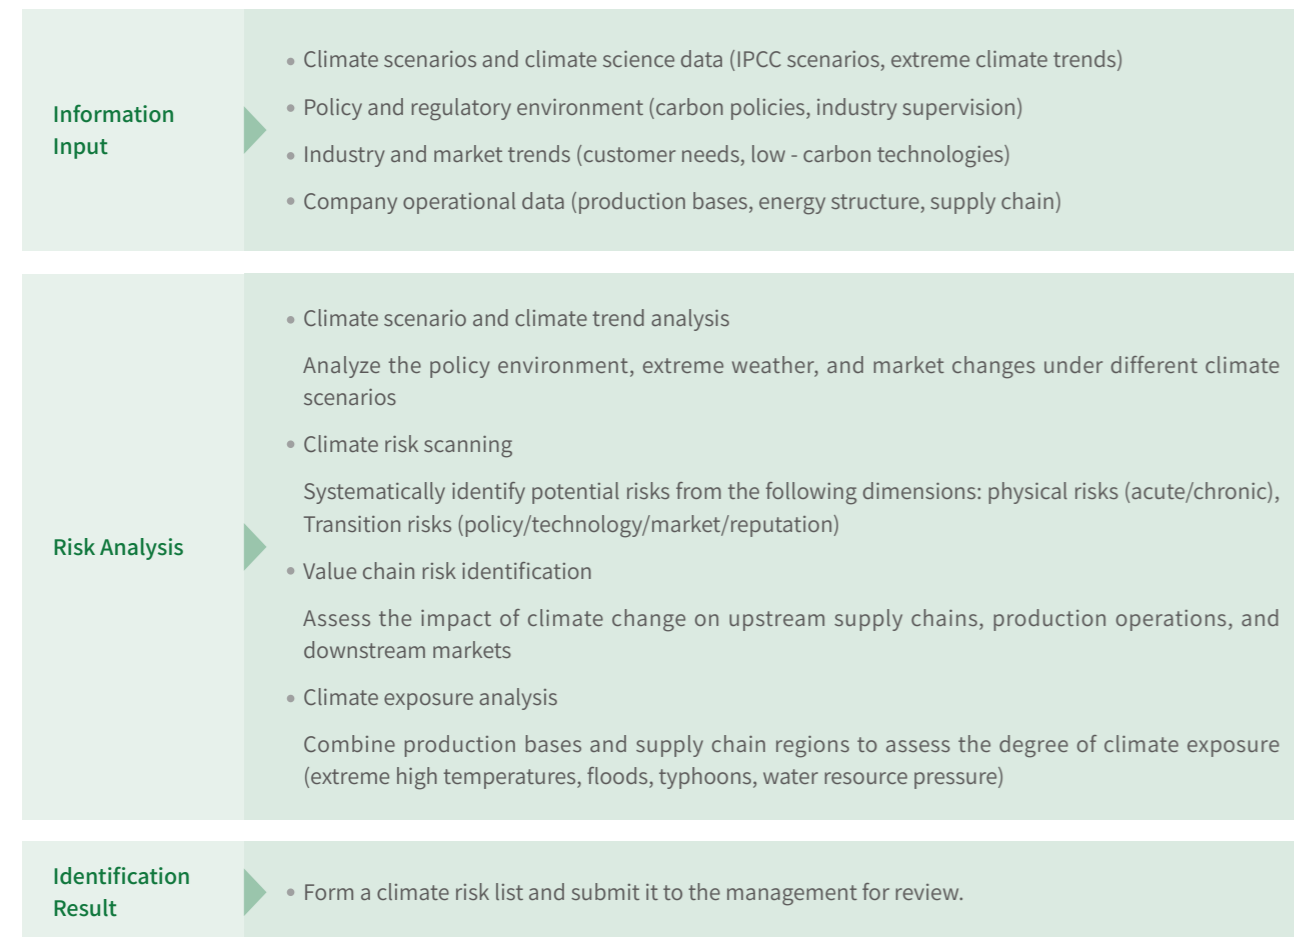 Information
Input
• Climate scenarios and climate science data (IPCC scenarios, extreme climate trends)
• Policy and regulatory environment (carbon policies, industry supervision)
• Industry and market trends (customer needs, low - carbon technologies)
• Company operational data (production bases, energy structure, supply chain)
Risk Analysis
• Climate scenario and climate trend analysis
Analyze the policy environment, extreme weather, and market changes under different climate
scenarios
• Climate risk scanning
Systematically identify potential risks from the following dimensions: physical risks (acute/chronic),
Transition risks (policy/technology/market/reputation)
• Value chain risk identification
Assess the impact of climate change on upstream supply chains, production operations, and
downstream markets
• Climate exposure analysis
Combine production bases and supply chain regions to assess the degree of climate exposure
(extreme high temperatures, floods, typhoons, water resource pressure)
Identification
Result
• Form a climate risk list and submit it to the management for review.